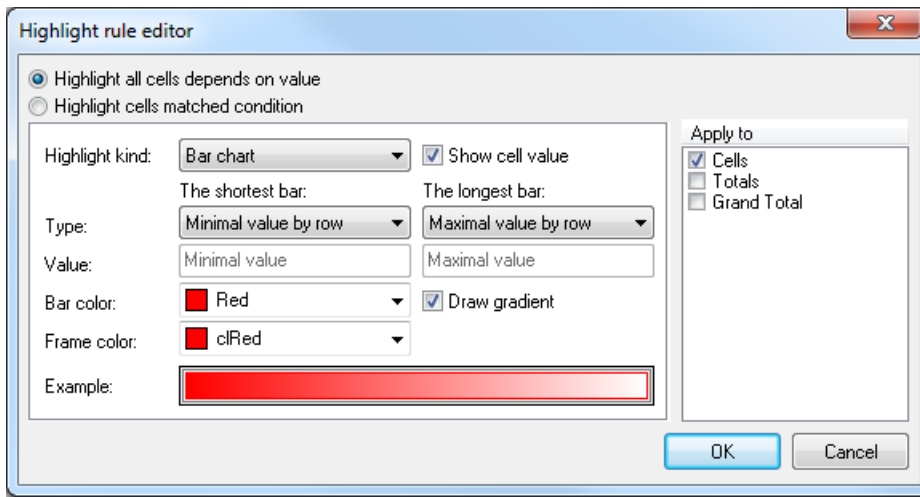 Highlight rule editor
Highlight all cells depends on value
Highlight cells matched condition
Highlight kind: Bar chart Show cell value
The shortest bar: The longest bar:
Type: Minimal value by row Maximal value by row
Value: Minimal value Maximal value
Bar color: Red Draw gradient
Frame color: clRed
Example:
Apply to
Cells
Totals
Grand Total
OK Cancel